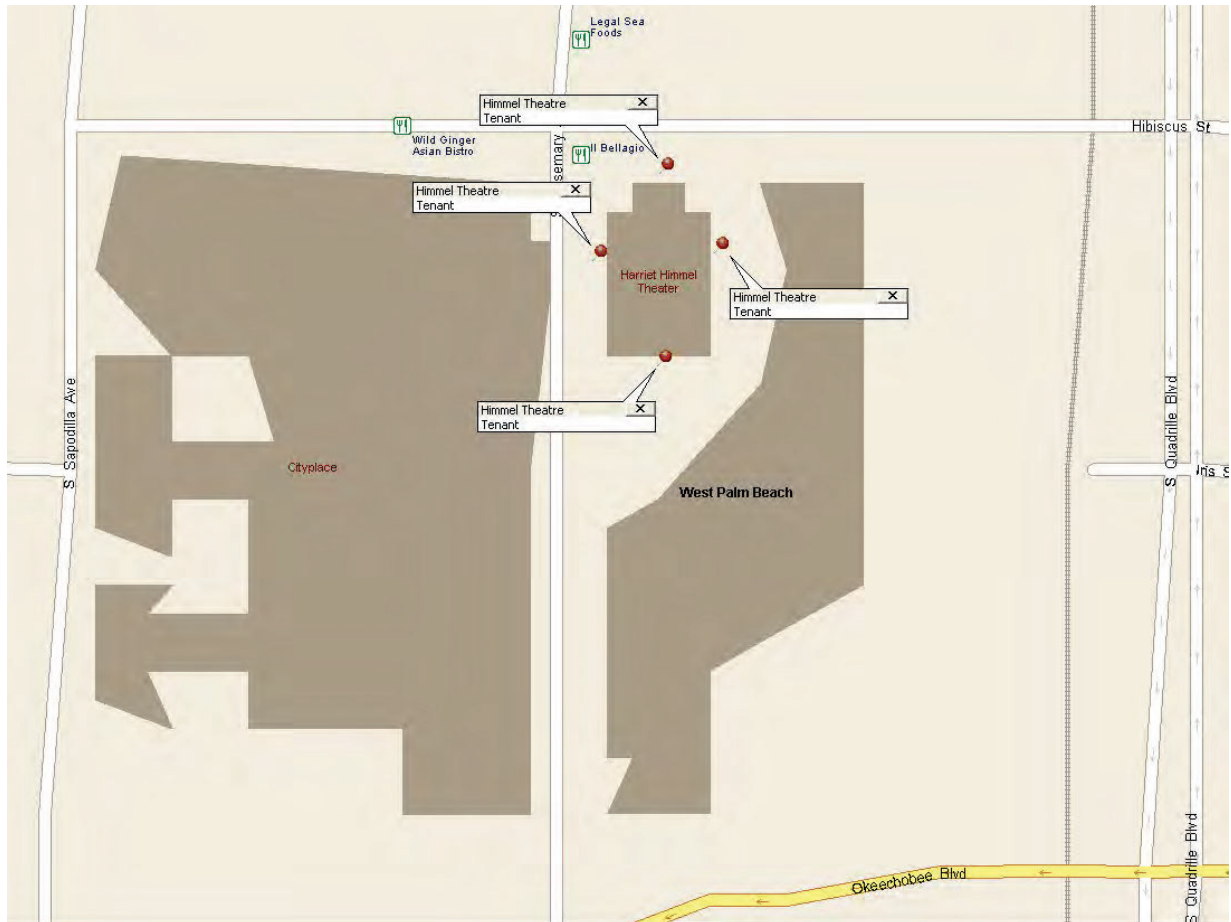 Legal Sea
Foods
Himmel Theatre
Tenant
Hibiscus St
Wild Ginger
Asian Bistro
Il Bellagio
semary
Himmel Theatre
Tenant
Harriet Himmel
Theater
Himmel Theatre
Tenant
S Sapodilla Ave
S Quadrille Blvd
Himmel Theatre
Tenant
Cityplace
Iris S
West Palm Beach
Okeechobee Blvd
S Quadrille Blvd